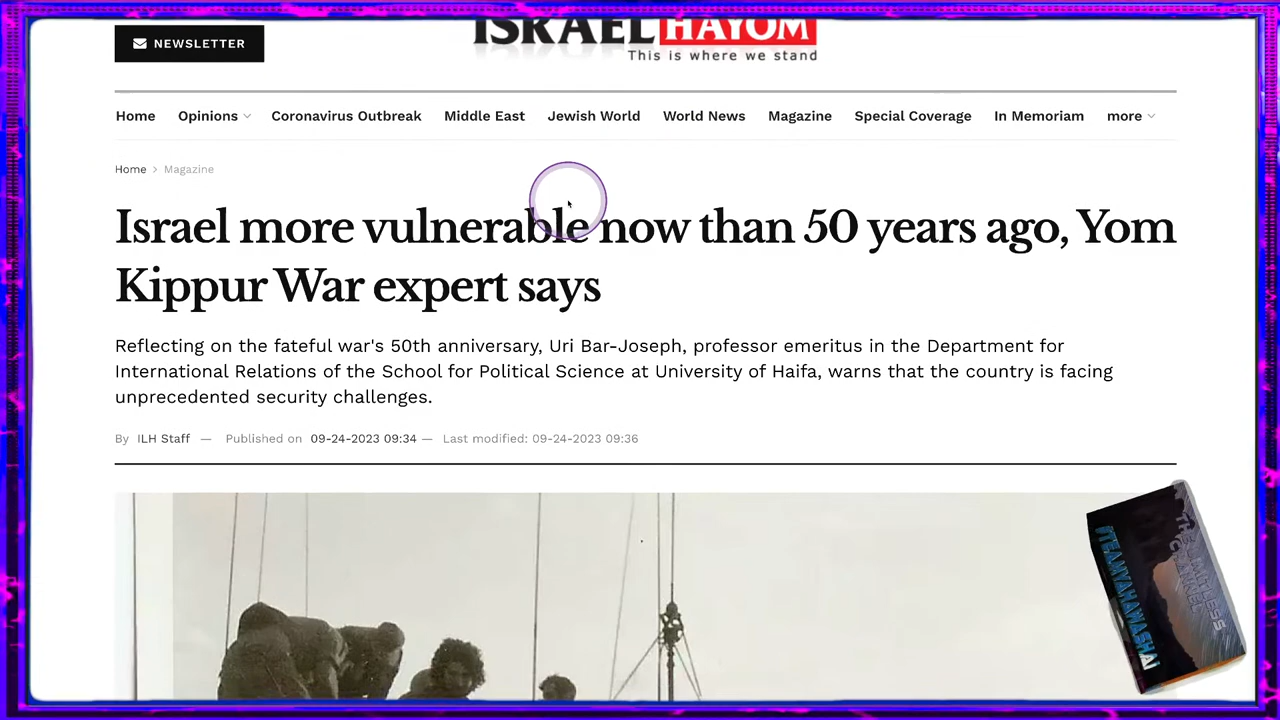 NEWSLETTER
ISRAEL HAYOM
This is where we stand
Home Opinions Coronavirus Outbreak Middle East Jewish World World News Magazine Special Coverage In Memoriam more
Home > Magazine
Israel more vulnerable now than 50 years ago, Yom
Kippur War expert says
Reflecting on the fateful war's 50th anniversary, Uri Bar-Joseph, professor emeritus in the Department for
International Relations of the School for Political Science at University of Haifa, warns that the country is facing
unprecedented security challenges.
By ILH Staff — Published on 09-24-2023 09:34 — Last modified: 09-24-2023 09:36
THE LIMITLESS
CHANNEL
#TEAMYAHAWASHAI